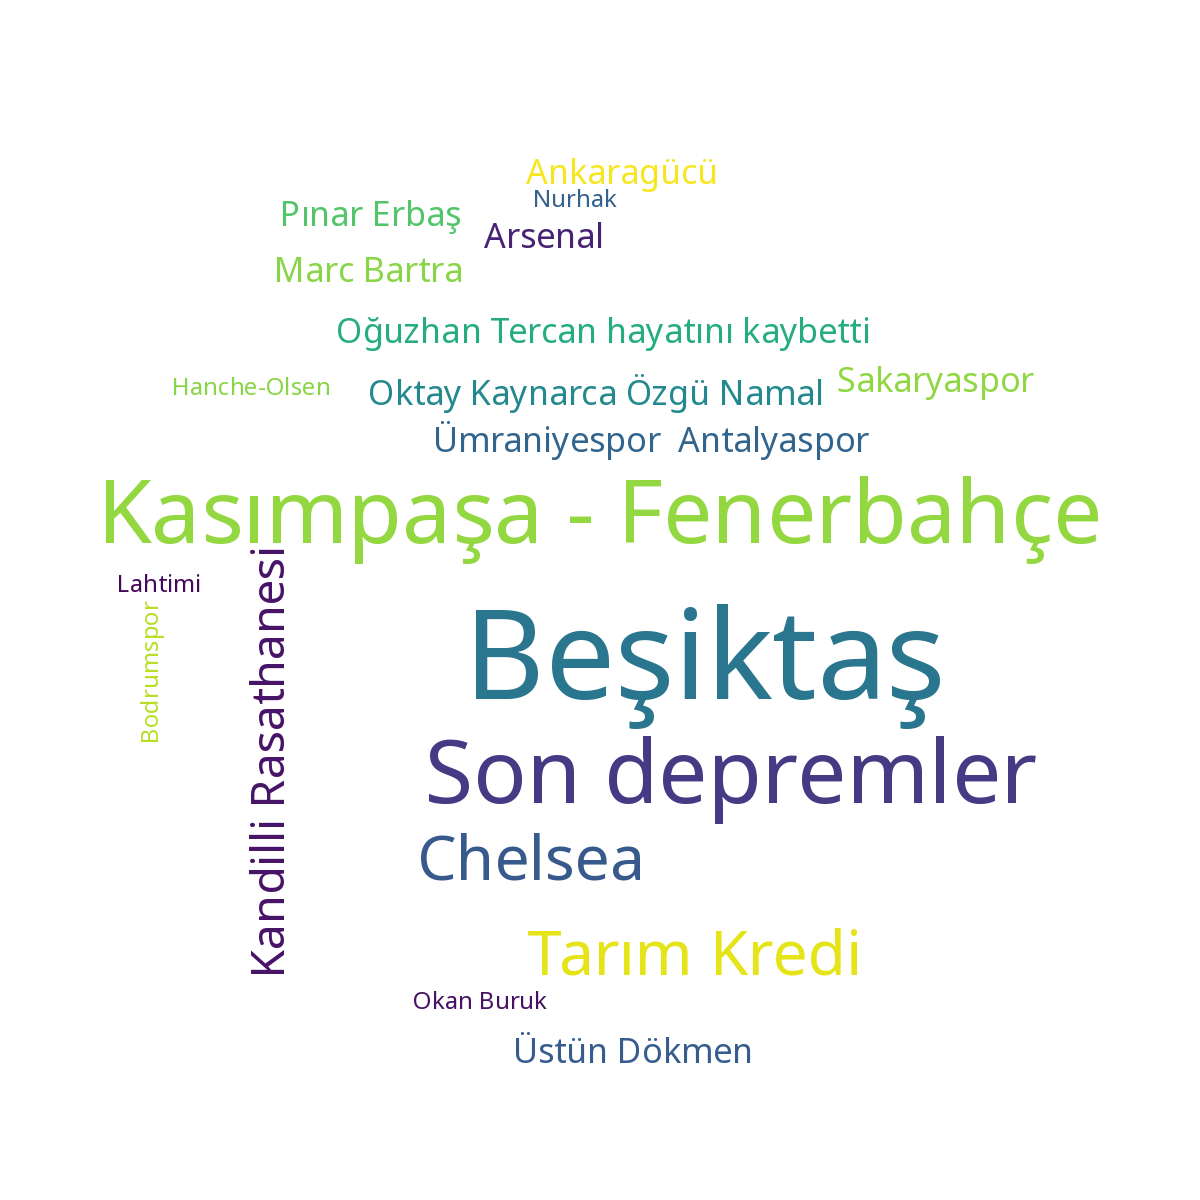 Ankaragücü
Nurhak
Pınar Erbaş
Arsenal
Marc Bartra
Oğuzhan Tercan hayatını kaybetti
Hanche-Olsen
Oktay Kaynarca Özgü Namal
Sakaryaspor
Ümraniyespor
Antalyaspor
Kasımpaşa - Fenerbahçe
Lahtimi
Bodrumspor
Kandilli Rasathanesi
Beşiktaş
Son depremler
Chelsea
Tarım Kredi
Okan Buruk
Üstün Dökmen